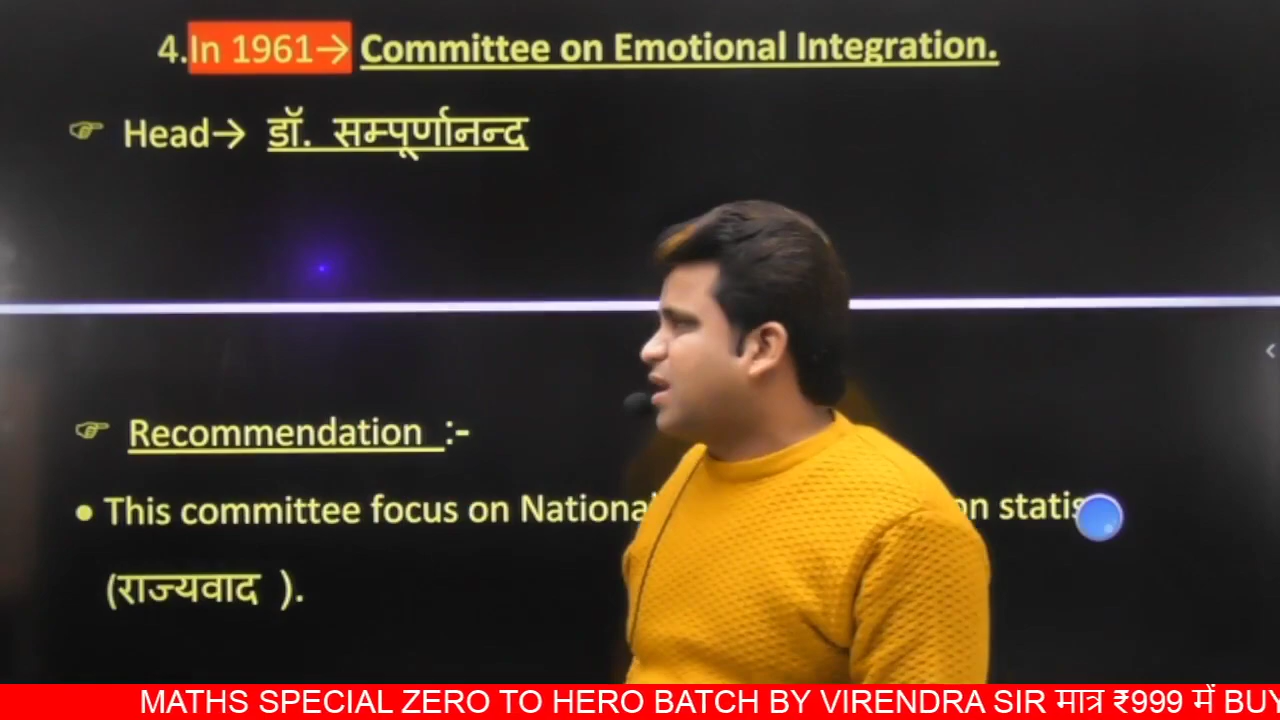 4.In 1961→ Committee on Emotional Integration.
☞ Head→ डॉ. सम्पूर्णानन्द
☞ Recommendation :-
• This committee focus on National on
(राज्यवाद ).
MATHS SPECIAL ZERO TO HERO BATCH BY VIRENDRA SIR मात्र ₹999 में BUY